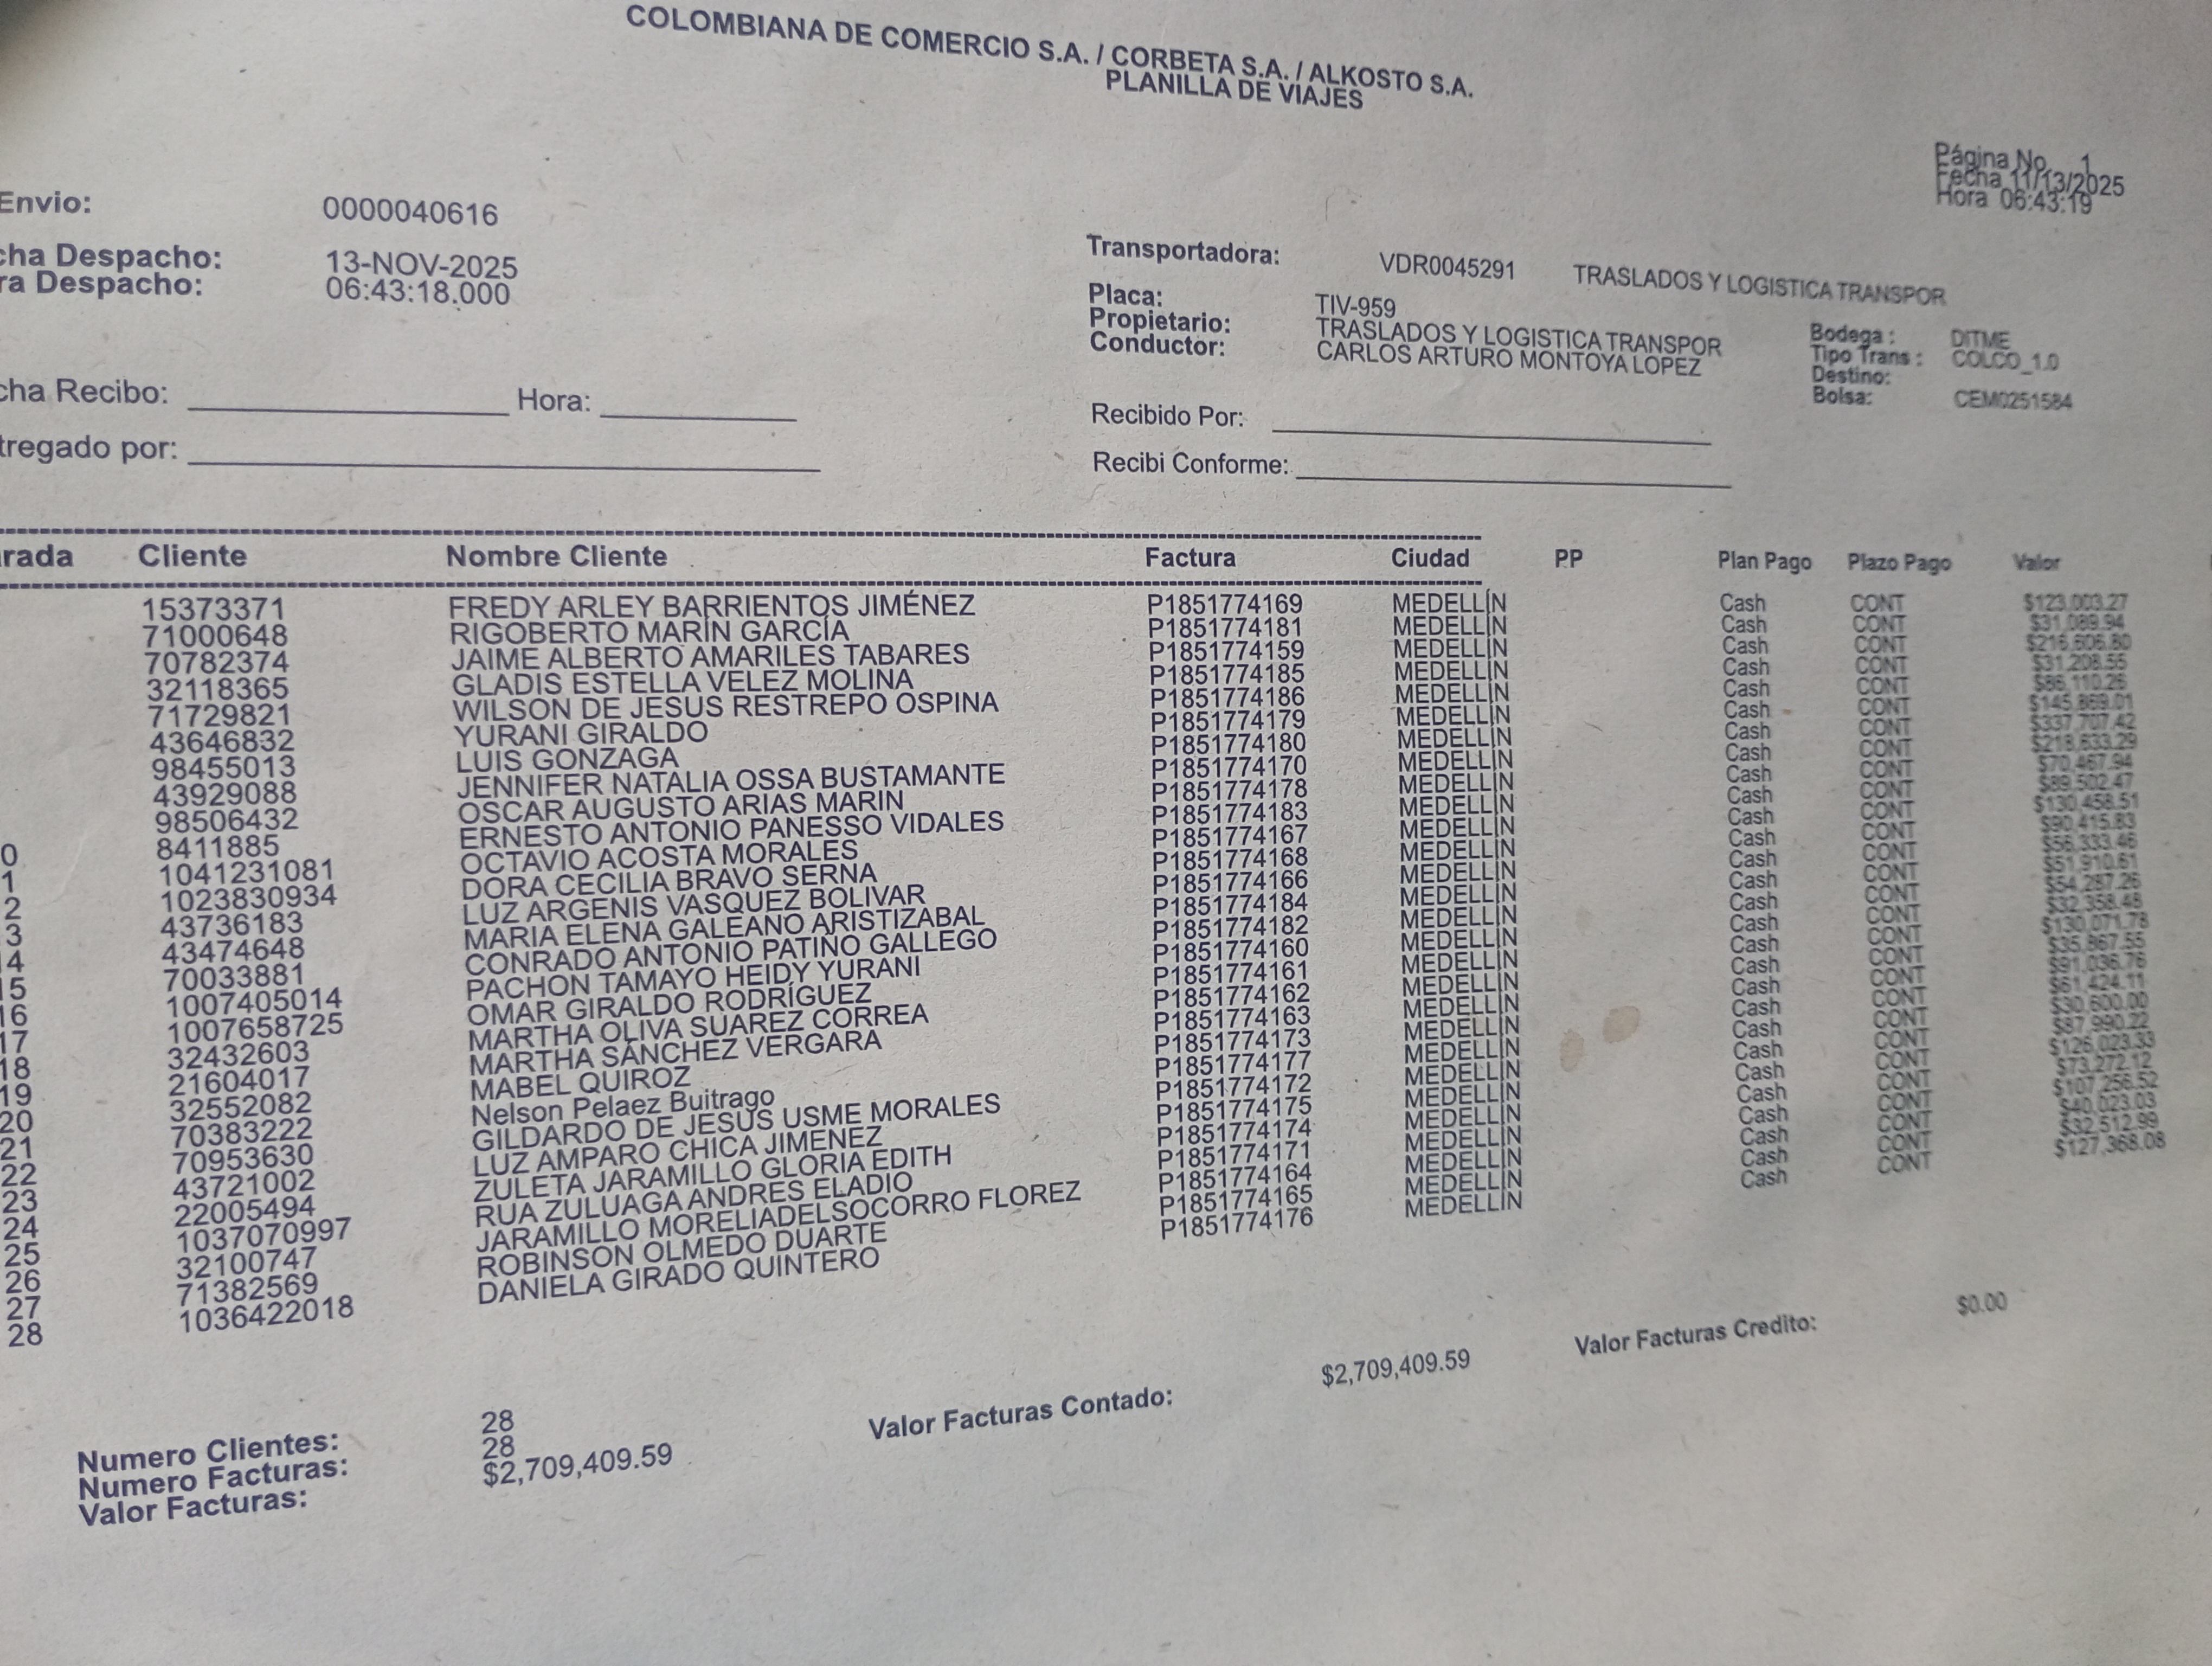 COLOMBIANA DE COMERCIO S.A. / CORBETA S.A. / ALKOSTO S.A.
PLANILLA DE VIAJES
Página No. 1
Fecha 11/13/2025
Hora 06:43:19
Envio: 0000040616
cha Despacho: 13-NOV-2025
ra Despacho: 06:43:18.000
Transportadora: VDR0045291 TRASLADOS Y LOGISTICA TRANSPOR
Placa: TIV-959
Propietario: TRASLADOS Y LOGISTICA TRANSPOR
Conductor: CARLOS ARTURO MONTOYA LOPEZ
Bodega : DITME
Tipo Trans : COLCO_1.0
Destino:
Bolsa: CEM0251584
cha Recibo: Hora:
tregado por:
Recibido Por:
Recibi Conforme:
rada Cliente Nombre Cliente Factura Ciudad PP Plan Pago Plazo Pago Valor
15373371 FREDY ARLEY BARRIENTOS JIMÉNEZ P1851774169 MEDELLÍN Cash CONT $123,003.27
71000648 RIGOBERTO MARÍN GARCÍA P1851774181 MEDELLÍN Cash CONT $31,089.94
70782374 JAIME ALBERTO AMARILES TABARES P1851774159 MEDELLÍN Cash CONT $216,606.80
32118365 GLADIS ESTELLA VELEZ MOLINA P1851774185 MEDELLÍN Cash CONT $31,208.55
71729821 WILSON DE JESUS RESTREPO OSPINA P1851774186 MEDELLÍN Cash CONT $86,110.26
43646832 YURANI GIRALDO P1851774179 MEDELLÍN Cash CONT $145,869.01
98455013 LUIS GONZAGA P1851774180 MEDELLÍN Cash CONT $337,707.42
43929088 JENNIFER NATALIA OSSA BUSTAMANTE P1851774170 MEDELLÍN Cash CONT $218,633.29
98506432 OSCAR AUGUSTO ARIAS MARIN P1851774178 MEDELLÍN Cash CONT $70,467.94
0 8411885 ERNESTO ANTONIO PANESSO VIDALES P1851774183 MEDELLÍN Cash CONT $89,502.47
1 1041231081 OCTAVIO ACOSTA MORALES P1851774167 MEDELLÍN Cash CONT $130,458.51
2 1023830934 DORA CECILIA BRAVO SERNA P1851774168 MEDELLÍN Cash CONT $90,415.83
3 43736183 LUZ ARGENIS VASQUEZ BOLIVAR P1851774166 MEDELLÍN Cash CONT $56,333.46
4 43474648 MARIA ELENA GALEANO ARISTIZABAL P1851774184 MEDELLÍN Cash CONT $51,910.61
15 70033881 CONRADO ANTONIO PATIÑO GALLEGO P1851774182 MEDELLÍN Cash CONT $54,287.26
16 1007405014 PACHON TAMAYO HEIDY YURANI P1851774160 MEDELLÍN Cash CONT $32,358.48
17 1007658725 OMAR GIRALDO RODRÍGUEZ P1851774161 MEDELLÍN Cash CONT $130,071.78
18 32432603 MARTHA OLIVA SUAREZ CORREA P1851774162 MEDELLÍN Cash CONT $35,867.55
19 21604017 MARTHA SÁNCHEZ VERGARA P1851774163 MEDELLÍN Cash CONT $91,036.76
20 32552082 MABEL QUIROZ P1851774173 MEDELLÍN Cash CONT $61,424.11
21 70383222 Nelson Pelaez Buitrago P1851774177 MEDELLÍN Cash CONT $30,600.00
22 70953630 GILDARDO DE JESUS USME MORALES P1851774172 MEDELLÍN Cash CONT $87,990.22
23 43721002 LUZ AMPARO CHICA JIMENEZ P1851774175 MEDELLÍN Cash CONT $126,023.33
24 22005494 ZULETA JARAMILLO GLORIA EDITH P1851774174 MEDELLÍN Cash CONT $73,272.12
25 1037070997 RUA ZULUAGA ANDRES ELADIO P1851774171 MEDELLÍN Cash CONT $107,256.52
26 32100747 JARAMILLO MORELIADELSOCORRO FLOREZ P1851774164 MEDELLÍN Cash CONT $40,023.03
27 71382569 ROBINSON OLMEDO DUARTE P1851774165 MEDELLÍN Cash CONT $32,512.99
28 1036422018 DANIELA GIRADO QUINTERO P1851774176 MEDELLÍN Cash CONT $127,368.08
Numero Clientes: 28
Numero Facturas: 28
Valor Facturas: $2,709,409.59
Valor Facturas Contado: $2,709,409.59
Valor Facturas Credito: $0.00